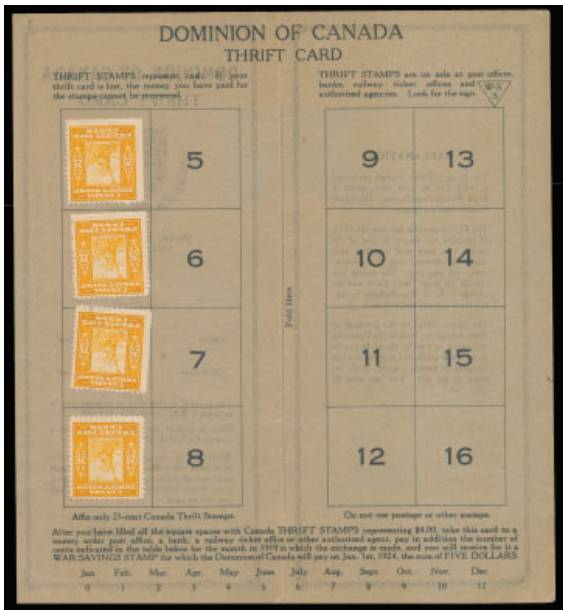 DOMINION OF CANADA
THRIFT CARD
THRIFT STAMPS represent cash. If your
thrift card is lost, the money you have paid for
the stamps cannot be recovered.
THRIFT STAMPS are on sale at post offices,
banks, railway ticket offices and
authorized agencies. Look for the sign
W-S
S
5
9
13
6
10
14
Fold Here
7
11
15
8
12
16
Affix only 25-cent Canada Thrift Stamps.
Do not use postage or other stamps.
After you have filled all the square spaces with Canada THRIFT STAMPS representing $4.00, take this card to a
money order post office, a bank, a railway ticket office or other authorized agent, pay in addition the number of
cents indicated in the table below for the month in 1919 in which the exchange is made, and you will receive for it a
WAR-SAVINGS STAMP for which the Dominion of Canada will pay on Jan. 1st, 1924, the sum of FIVE DOLLARS.
Jan. Feb. Mar. Apr. May June July Aug. Sept. Oct. Nov. Dec.
0 1 2 3 4 5 6 7 8 9 10 11